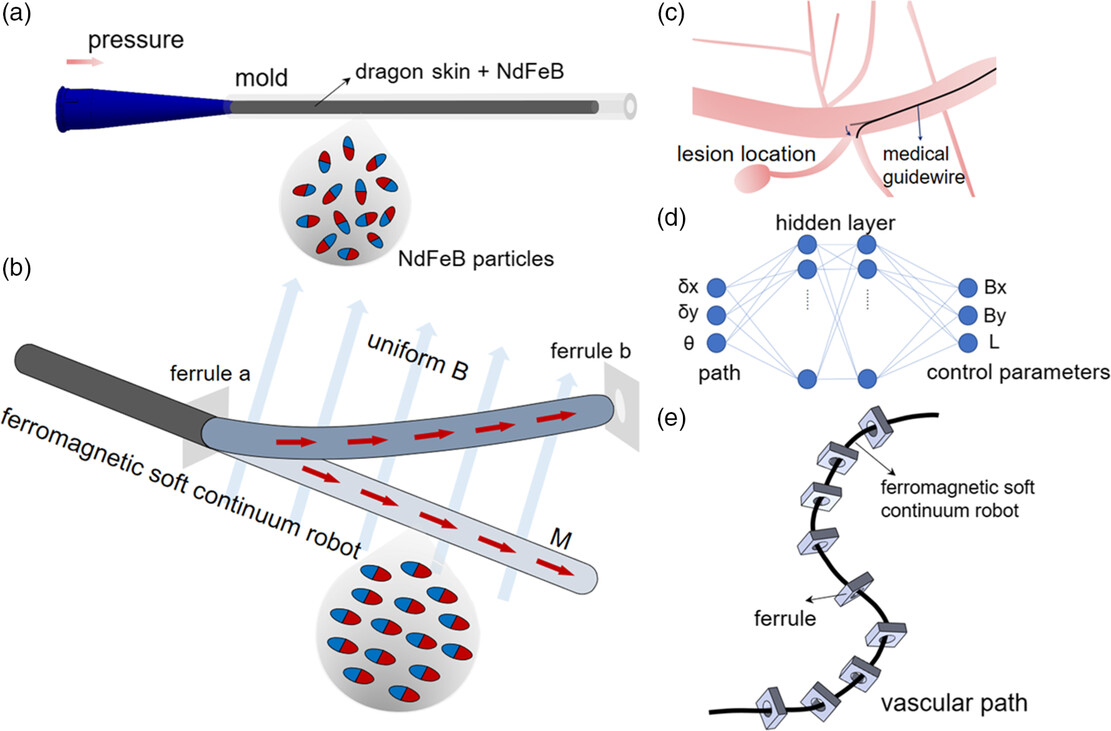 (a)
pressure
mold
dragon skin + NdFeB
NdFeB particles
(b)
uniform B
ferrule a
ferrule b
ferromagnetic soft continuum robot
M
(c)
lesion location
medical
guidewire
(d)
hidden layer
δx
δy
θ
path
Bx
By
L
control parameters
(e)
ferromagnetic soft
continuum robot
ferrule
vascular path